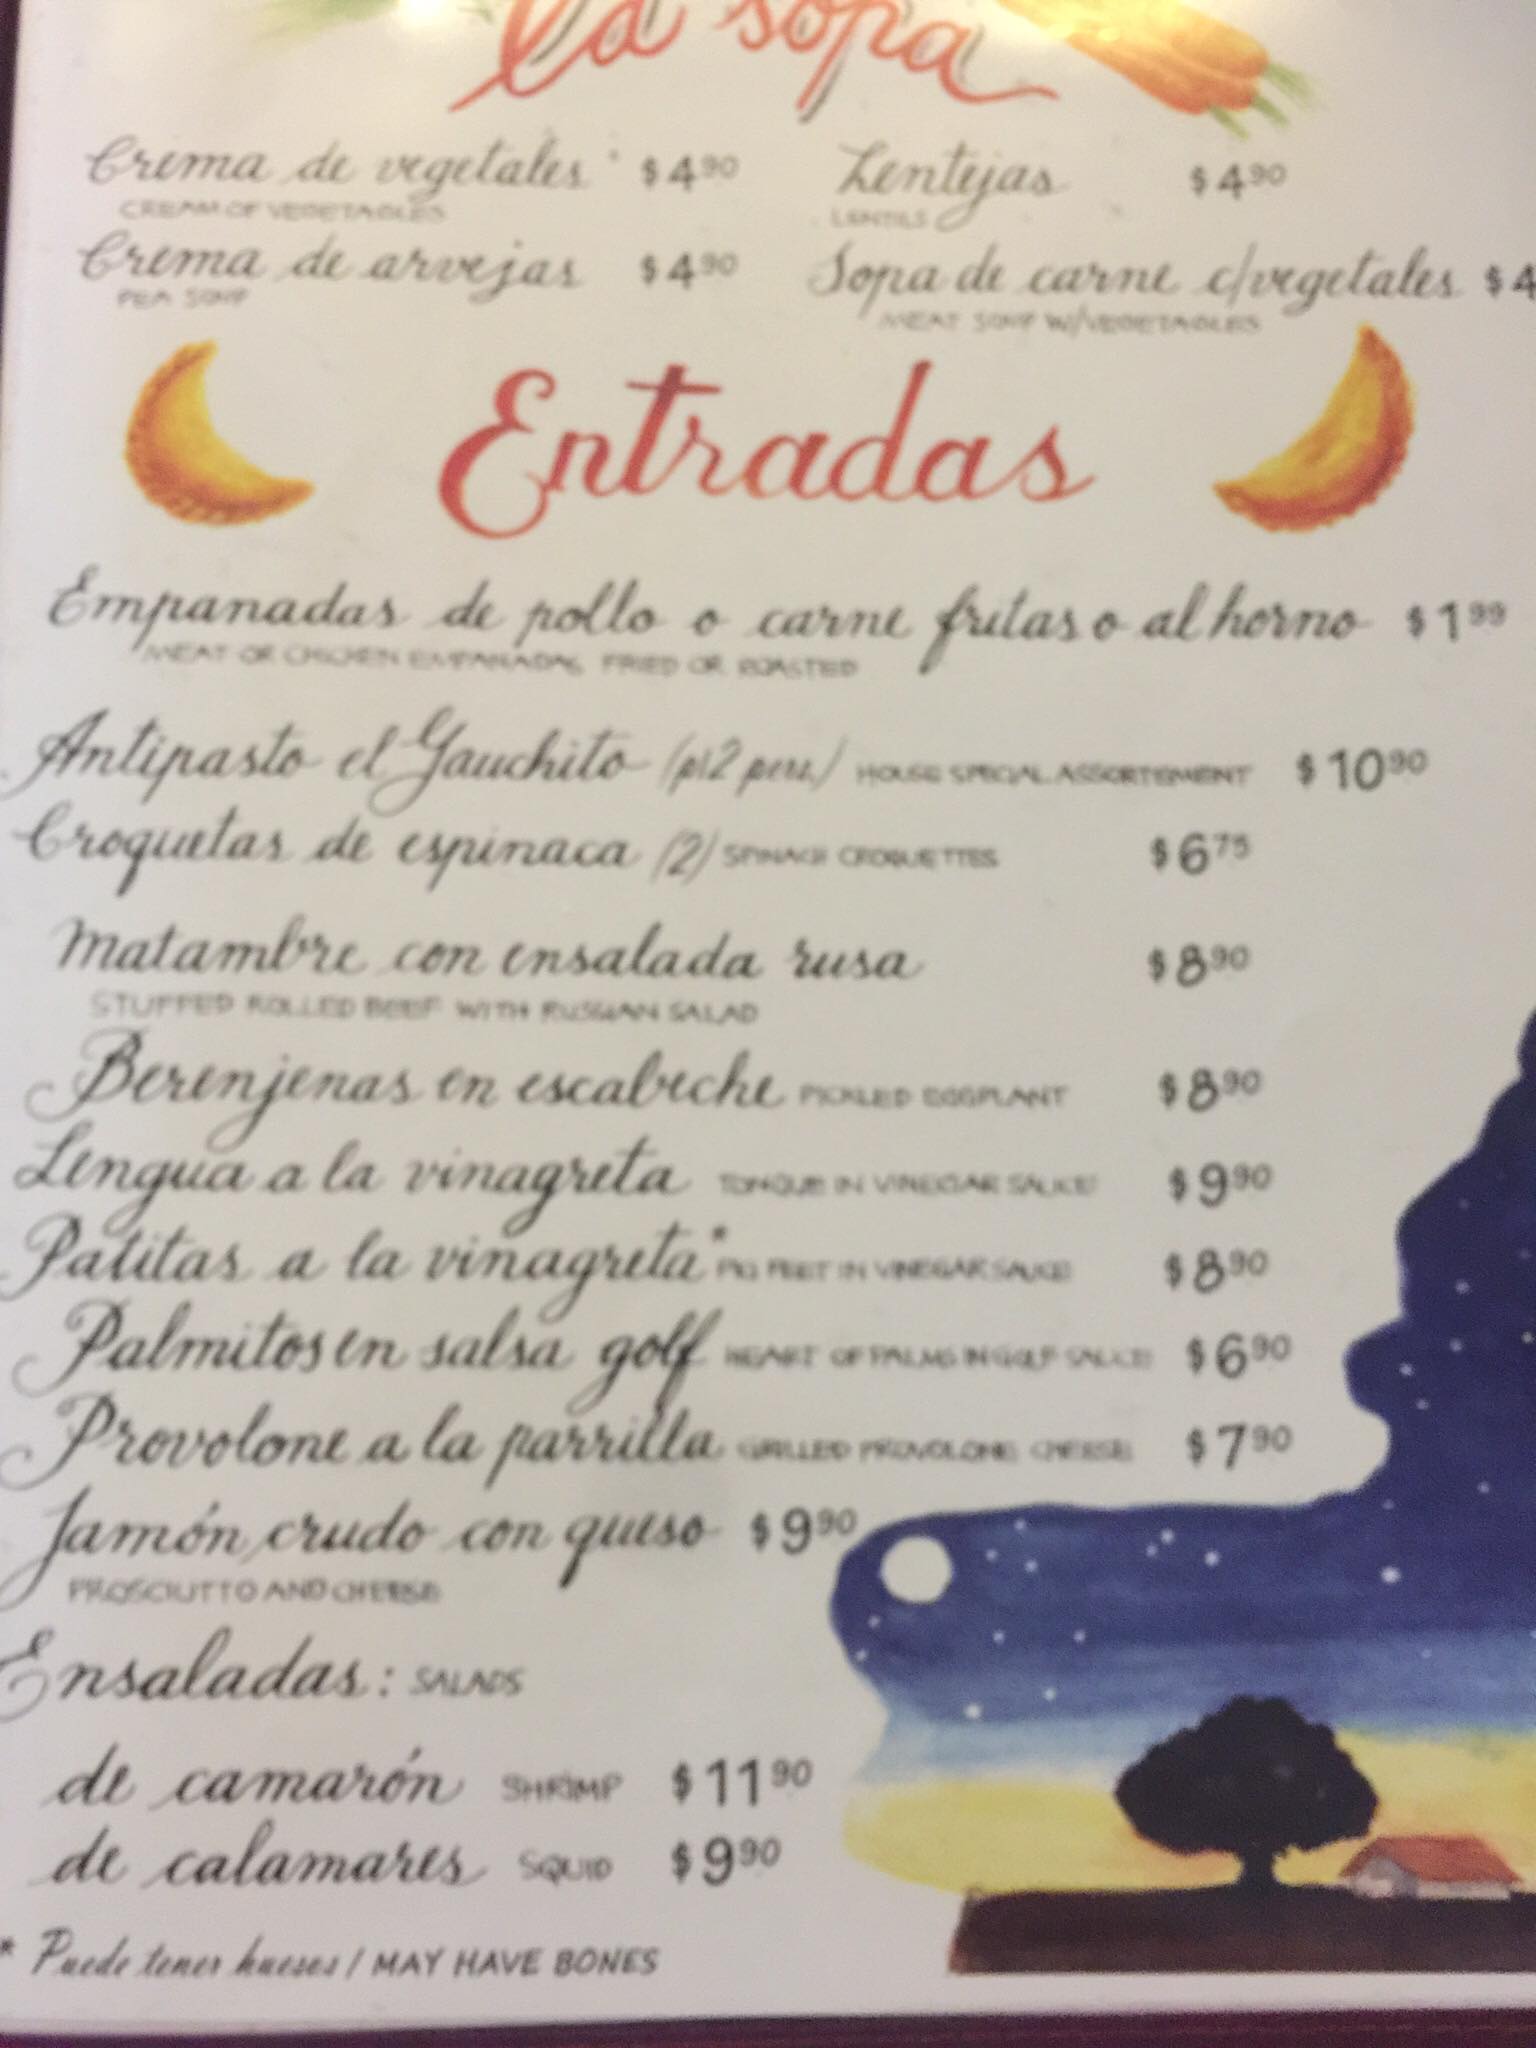 la sopa
Crema de vegetales $4.90 Lentejas $4.90
CREAM OF VEGETABLES LENTILS
Crema de arvejas $4.90 Sopa de carne c/vegetales $4
PEA SOUP MEAT SOUP W/VEGETABLES
Entradas
Empanadas de pollo o carne fritas o al horno $1.99
MEAT OR CHICKEN EMPANADAS FRIED OR ROASTED
Antipasto el Gauchito (p/2 pers.) HOUSE SPECIAL ASSORTEMENT $10.90
Croquetas de espinaca (2) SPINACH CROQUETTES $6.75
Matambre con ensalada rusa $8.90
STUFFED ROLLED BEEF WITH RUSSIAN SALAD
Berenjenas en escabeche PICKLED EGGPLANT $8.90
Lengua a la vinagreta TONGUE IN VINEGAR SAUCE $9.90
Patitas a la vinagreta* PIG FEET IN VINEGAR SAUCE $8.90
Palmitos en salsa golf HEART OF PALMS IN GOLF SAUCE $6.90
Provolone a la parrilla GRILLED PROVOLONE CHEESE $7.90
Jamón crudo con queso $9.90
PROSCIUTTO AND CHEESE
Ensaladas: SALADS
de camarón SHRIMP $11.90
de calamares SQUID $9.90
* Puede tener huesos / MAY HAVE BONES